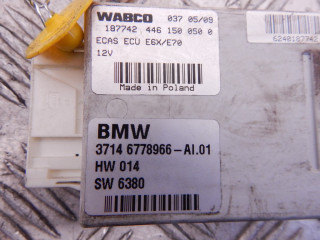 WABCO 037 05/09
187742 446 150 050 0
ECAS ECU E6X/E70
12V
Made in Poland
BMW
3714 6778966-AI.01
HW 014
SW 6380